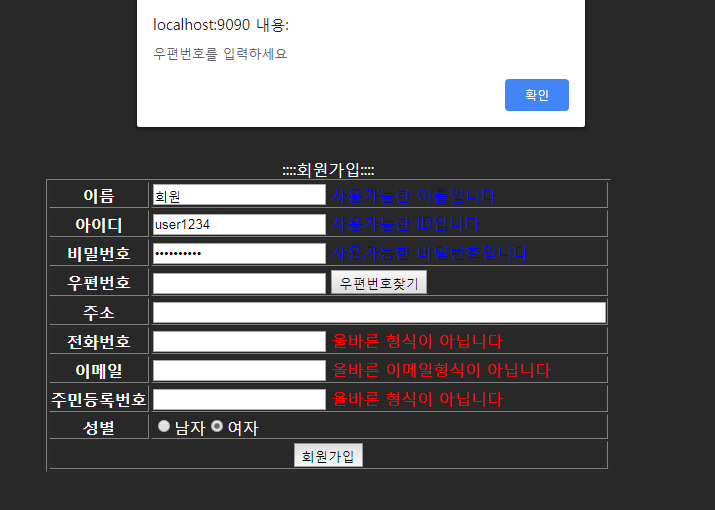 localhost:9090 내용:
우편번호를 입력하세요
확인
::::회원가입::::
이름 회원 사용가능한 이름입니다
아이디 user1234 사용가능한 ID입니다
비밀번호 •••••••••• 사용가능한 비밀번호입니다
우편번호 우편번호찾기
주소
전화번호 올바른 형식이 아닙니다
이메일 올바른 이메일형식이 아닙니다
주민등록번호 올바른 형식이 아닙니다
성별 남자 여자
회원가입